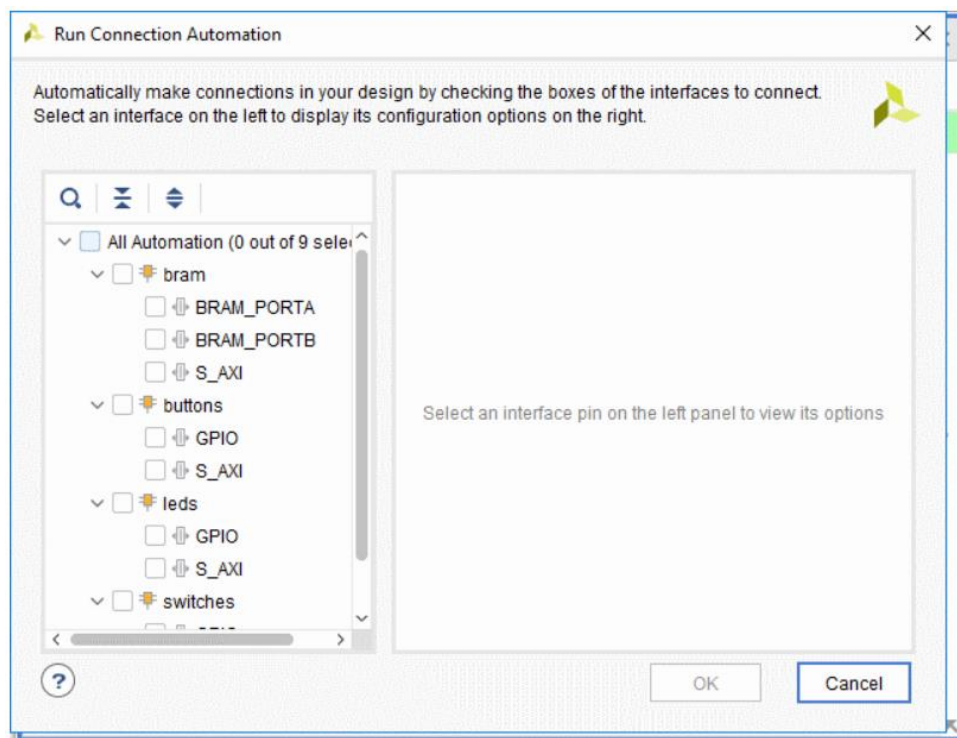 Run Connection Automation
Automatically make connections in your design by checking the boxes of the interfaces to connect.
Select an interface on the left to display its configuration options on the right.
All Automation (0 out of 9 selec
bram
BRAM_PORTA
BRAM_PORTB
S_AXI
buttons
GPIO
S_AXI
leds
GPIO
S_AXI
switches
Select an interface pin on the left panel to view its options
?
OK
Cancel